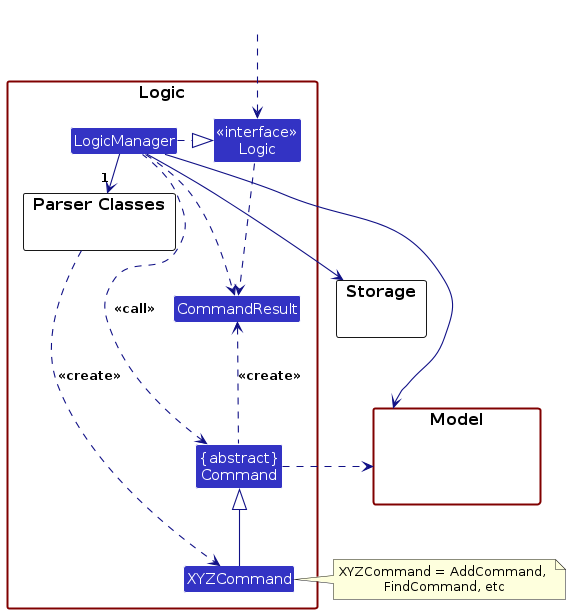 Logic
«interface»
Logic
LogicManager
1
Parser Classes
Storage
«call»
CommandResult
«create»
«create»
Model
{abstract}
Command
XYZCommand
XYZCommand = AddCommand,
FindCommand, etc